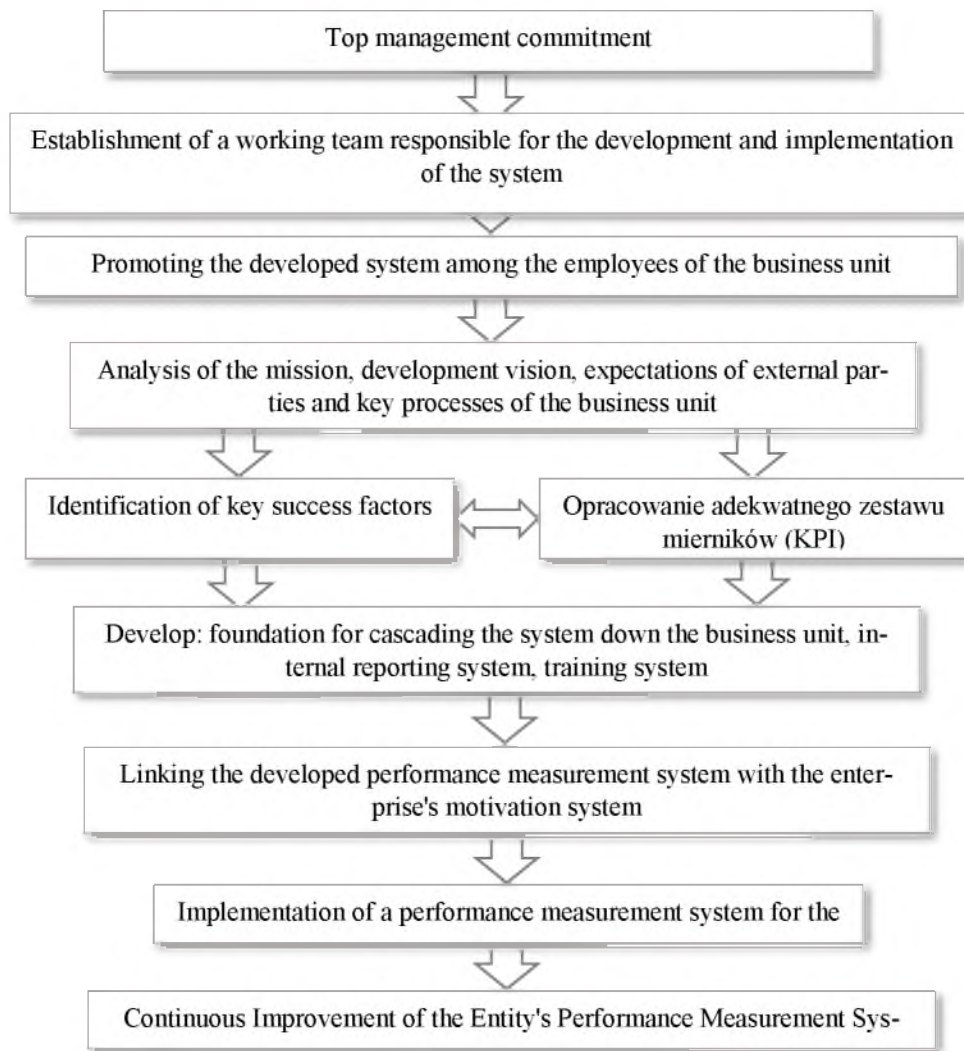 Top management commitment
Establishment of a working team responsible for the development and implementation
of the system
Promoting the developed system among the employees of the business unit
Analysis of the mission, development vision, expectations of external par-
ties and key processes of the business unit
Identification of key success factors
Opracowanie adekwatnego zestawu
mierników (KPI)
Develop: foundation for cascading the system down the business unit, in-
ternal reporting system, training system
Linking the developed performance measurement system with the enter-
prise's motivation system
Implementation of a performance measurement system for the
Continuous Improvement of the Entity's Performance Measurement Sys-